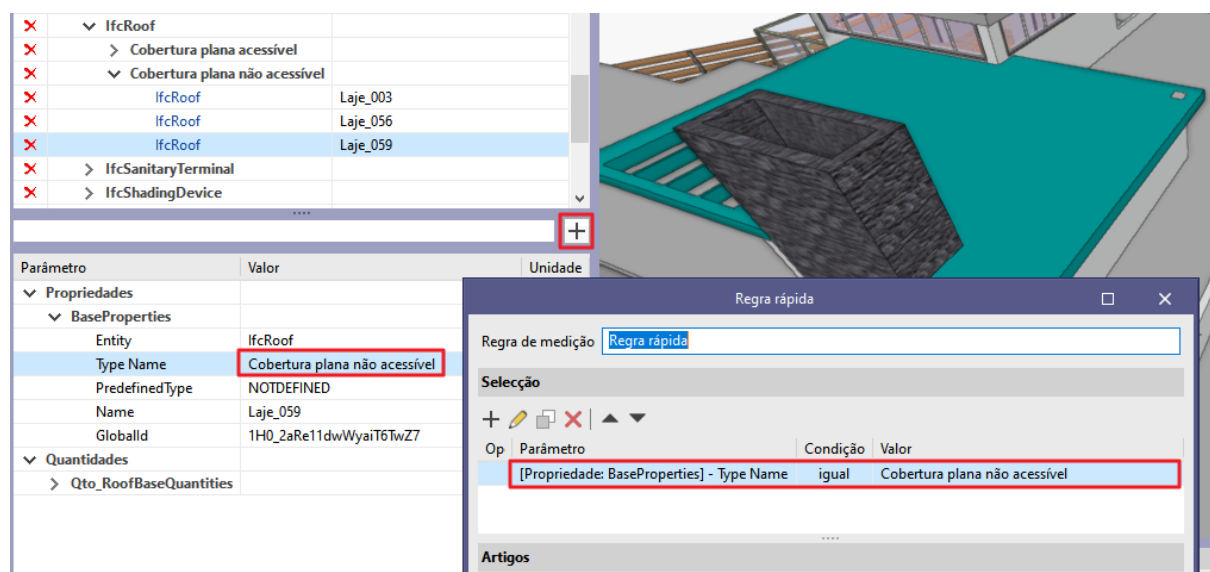 IfcRoof
Cobertura plana acessível
Cobertura plana não acessível
IfcRoof Laje_003
IfcRoof Laje_056
IfcRoof Laje_059
IfcSanitaryTerminal
IfcShadingDevice
Parâmetro Valor Unidade
Propriedades
BaseProperties
Entity IfcRoof
Type Name Cobertura plana não acessível
PredefinedType NOTDEFINED
Name Laje_059
GlobalId 1H0_2aRe11dwWyaiT6TwZ7
Quantidades
Qto_RoofBaseQuantities
Regra rápida
Regra de medição Regra rápida
Selecção
Op Parâmetro Condição Valor
[Propriedade: BaseProperties] - Type Name igual Cobertura plana não acessível
Artigos